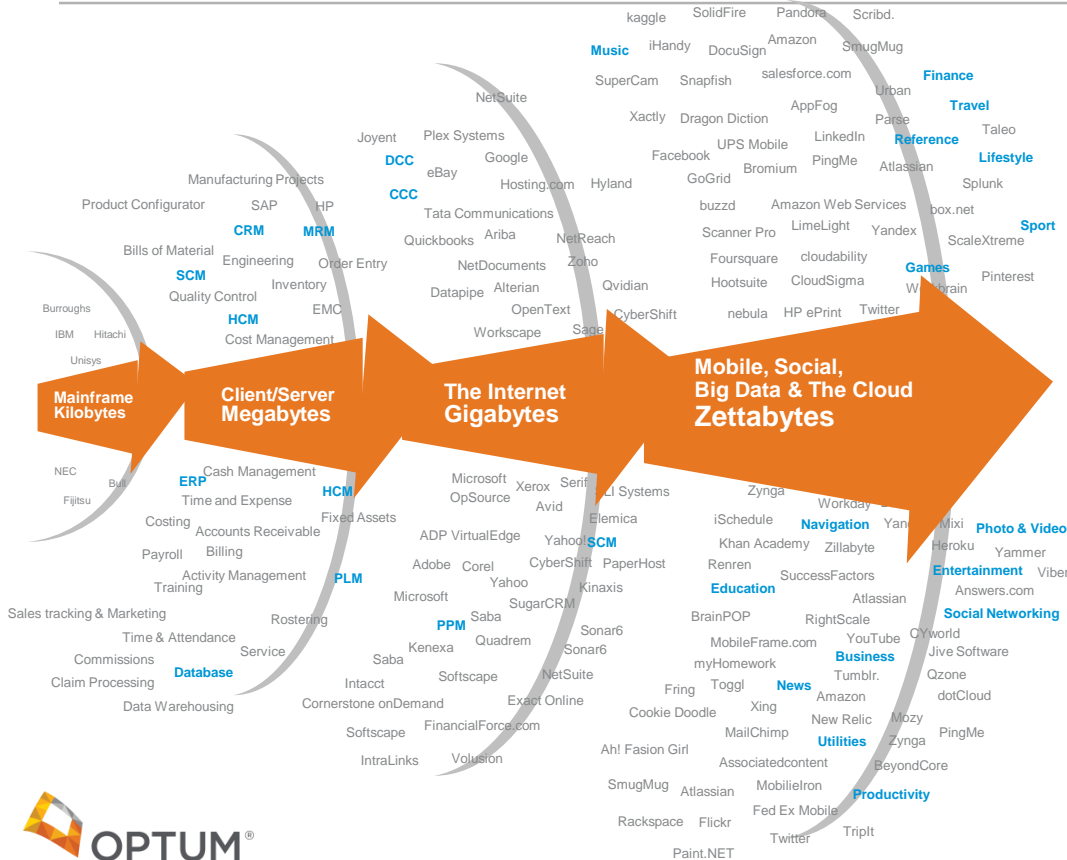 kaggle SolidFire Pandora Scribd.
Music iHandy DocuSign Amazon SmugMug
SuperCam Snapfish salesforce.com Urban Finance
Xactly Dragon Diction AppFog Parse Travel
Facebook UPS Mobile LinkedIn Reference Taleo
GoGrid Bromium PingMe Atlassian Lifestyle
Splunk
buzzd Amazon Web Services box.net
Scanner Pro LimeLight Yandex Sport
ScaleXtreme
Foursquare cloudability Games
Hootsuite CloudSigma Pinterest
nebula HP ePrint Twitter
NetSuite
Joyent Plex Systems
DCC eBay Google
CCC Hosting.com Hyland
Tata Communications
Quickbooks Ariba NetReach
NetDocuments Zoho
Datapipe Alterian Qvidian
OpenText CyberShift
Workscape Sage
Manufacturing Projects
Product Configurator SAP HP
CRM MRM
Bills of Material Engineering Order Entry
SCM Inventory
Quality Control EMC
HCM
Cost Management
Burroughs
IBM Hitachi
Unisys
Mainframe
Kilobytes
Client/Server
Megabytes
The Internet
Gigabytes
Mobile, Social,
Big Data & The Cloud
Zettabytes
NEC Bull
Fijitsu
Cash Management
ERP HCM
Time and Expense
Fixed Assets
Costing Accounts Receivable
Payroll Billing
Activity Management PLM
Training
Sales tracking & Marketing Rostering
Time & Attendance
Commissions Service
Claim Processing Database
Data Warehousing
Microsoft Xerox Serif LI Systems
OpSource Avid
Elemica
ADP VirtualEdge Yahoo! SCM
Adobe Corel CyberShift PaperHost
Yahoo Kinaxis
Microsoft SugarCRM
PPM Saba
Kenexa Quadrem Sonar6
Saba Sonar6
Intacct Softscape NetSuite
Cornerstone onDemand Exact Online
Softscape FinancialForce.com
IntraLinks Volusion
Zynga Workday
iSchedule Navigation Mixi Photo & Video
Khan Academy Zillabyte Heroku Yammer
Renren SuccessFactors Entertainment Viber
Education Answers.com
Atlassian
BrainPOP RightScale Social Networking
MobileFrame.com YouTube CYworld
myHomework Business Jive Software
Tumblr. Qzone
Fring Toggl News Amazon dotCloud
Cookie Doodle Xing New Relic Mozy
MailChimp Utilities Zynga PingMe
Ah! Fasion Girl Associatedcontent BeyondCore
SmugMug Atlassian MobilieIron Productivity
Rackspace Flickr Fed Ex Mobile
Twitter TripIt
Paint.NET
OPTUM®